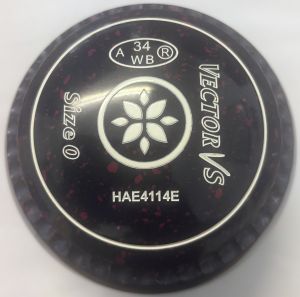 A 34 R
WB
VECTOR VS
Size 0
HAE4114E